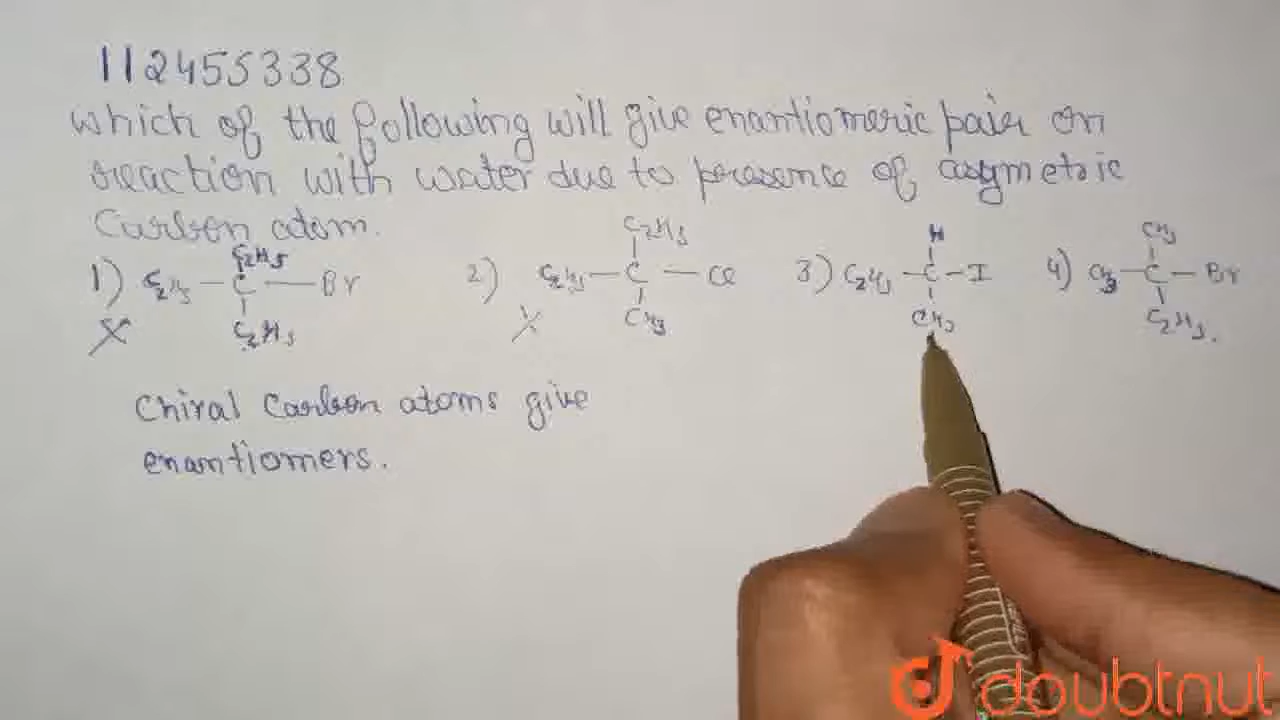 112455338
Which of the following will give enantiomeric pair on
reaction with water due to presence of asymetric
Carbon atom.
1) C2H5 — C — Br
C2H5
C2H5
X
2) C2H5 — C — Cl
C2H5
CH3
X
3) C2H5 — C — I
H
CH3
4) CH3 — C — Br
CH3
C2H5.
Chiral Carbon atoms give
enantiomers.
doubtnut